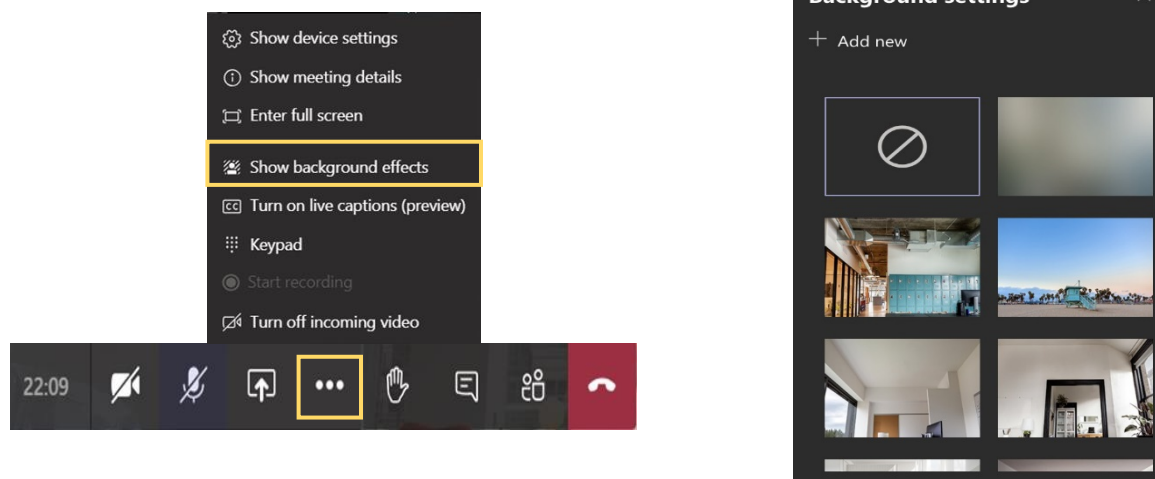 Show device settings
Show meeting details
Enter full screen
Show background effects
CC Turn on live captions (preview)
Keypad
Start recording
Turn off incoming video
22:09
Background settings
+ Add new